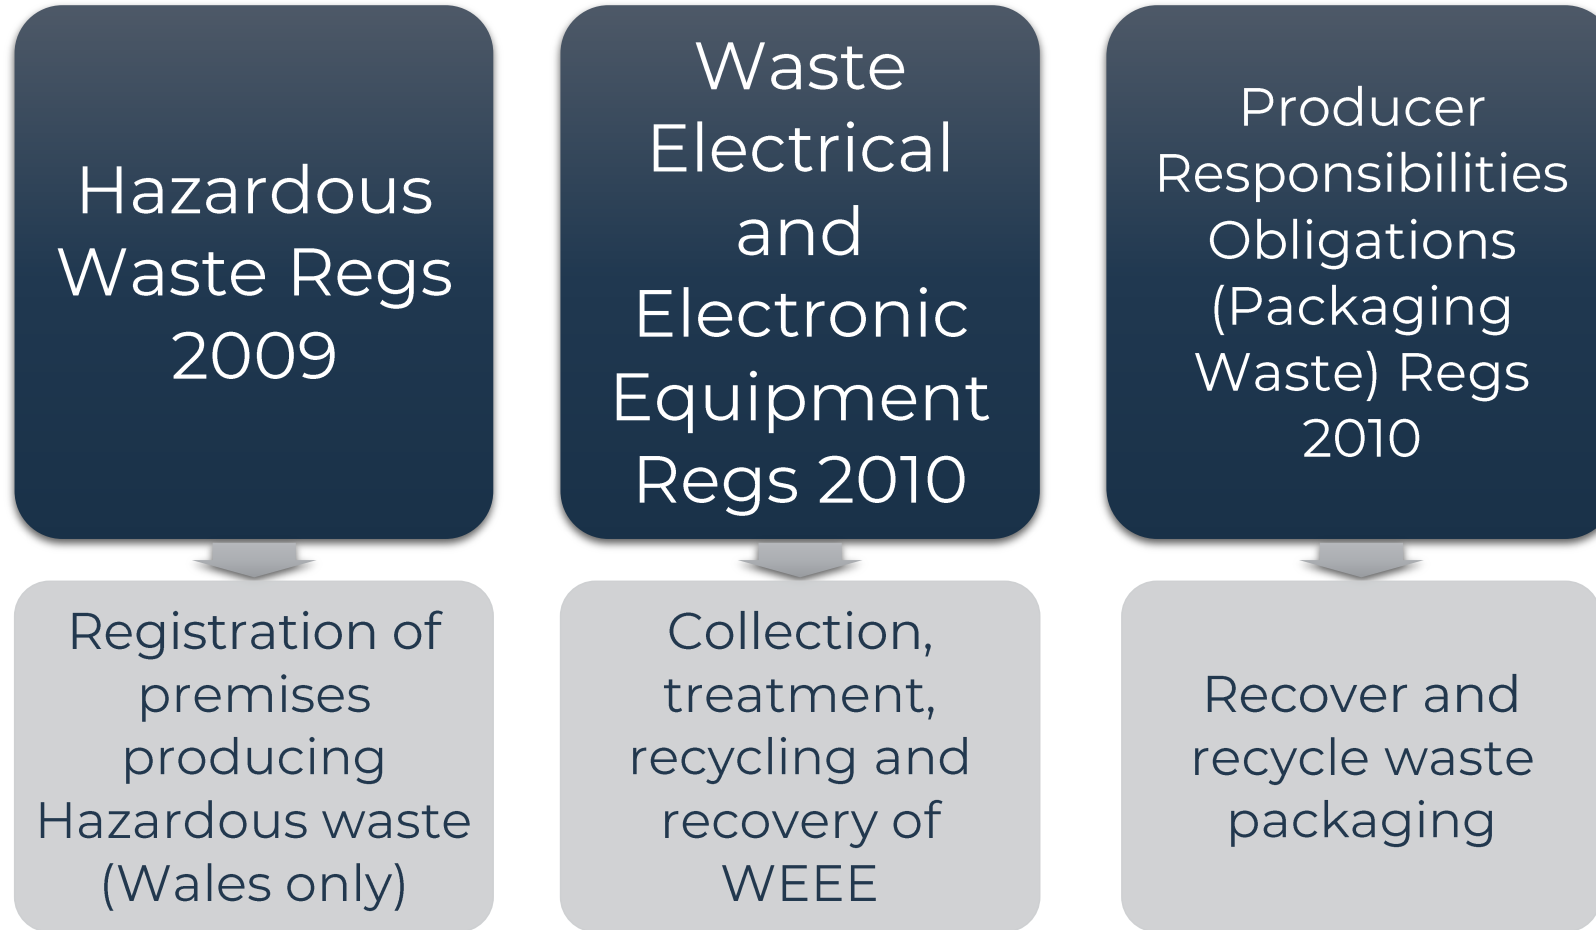 Hazardous
Waste Regs
2009
Waste
Electrical
and
Electronic
Equipment
Regs 2010
Producer
Responsibilities
Obligations
(Packaging
Waste) Regs
2010
Registration of
premises
producing
Hazardous waste
(Wales only)
Collection,
treatment,
recycling and
recovery of
WEEE
Recover and
recycle waste
packaging